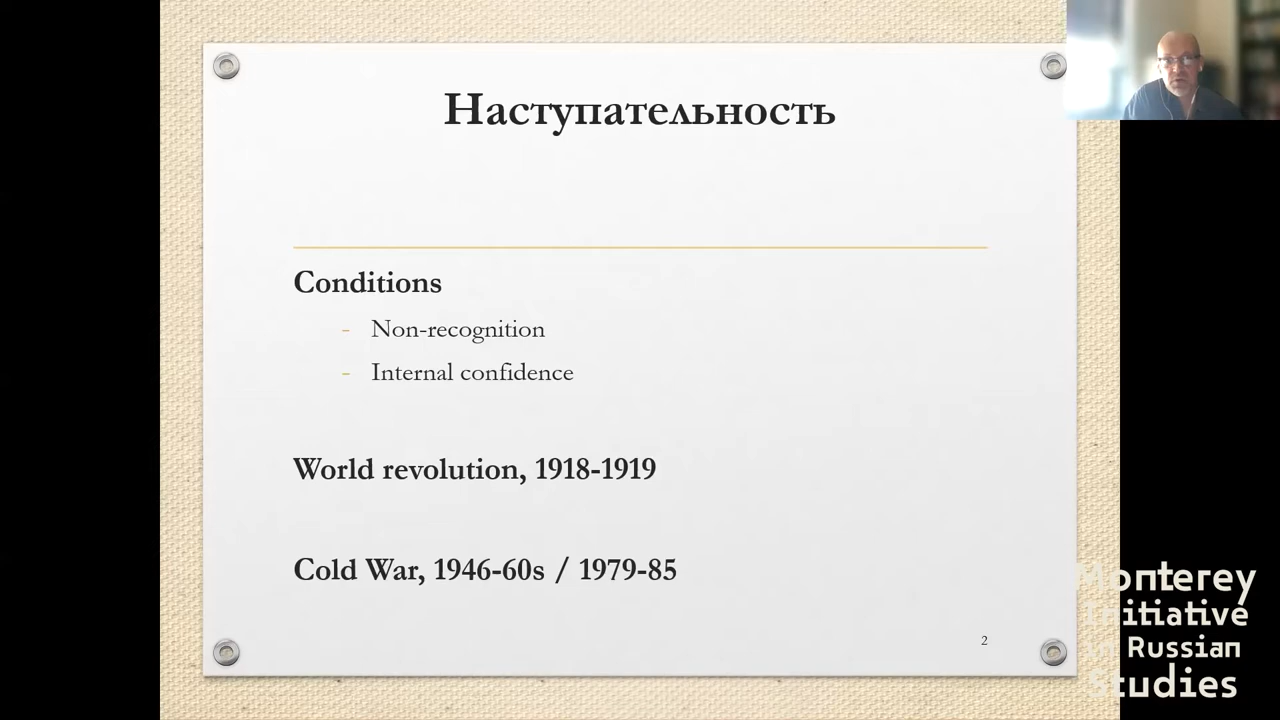 Наступательность
Conditions
- Non-recognition
- Internal confidence
World revolution, 1918-1919
Cold War, 1946-60s / 1979-85
2
Monterey
Initiative
in Russian
Studies